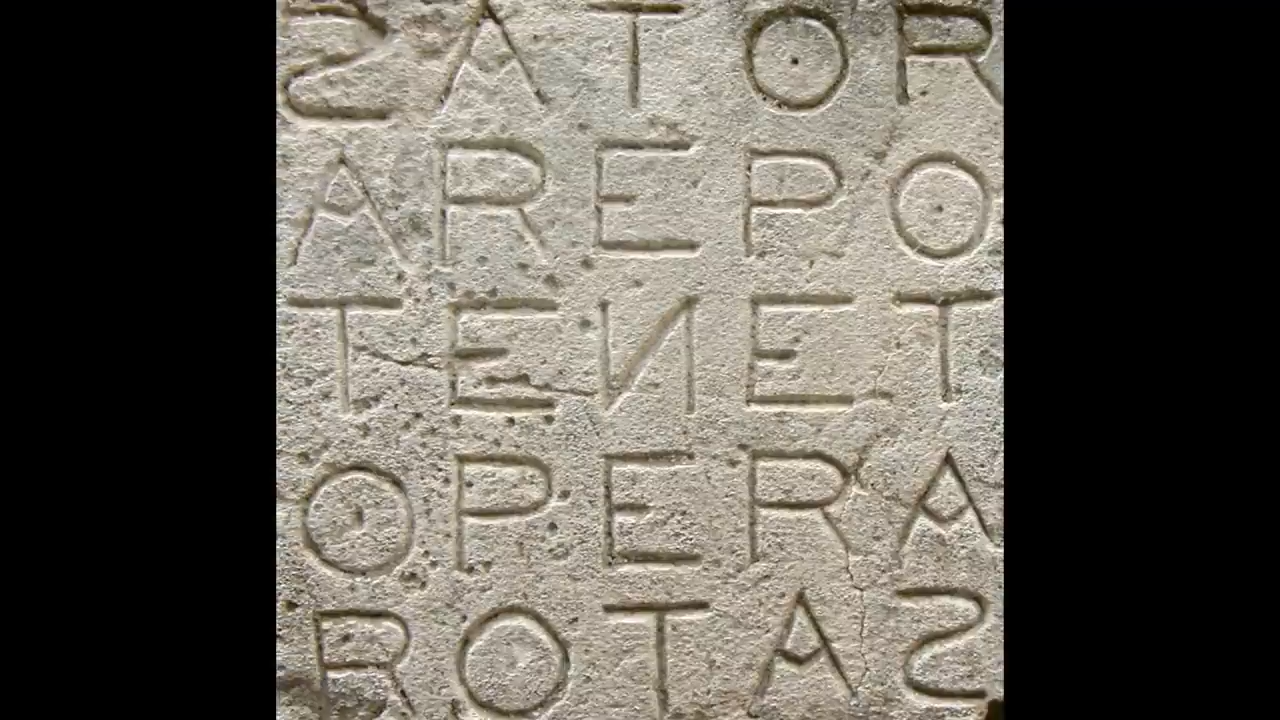 SATOR
AREPO
TENET
OPERA
ROTAS